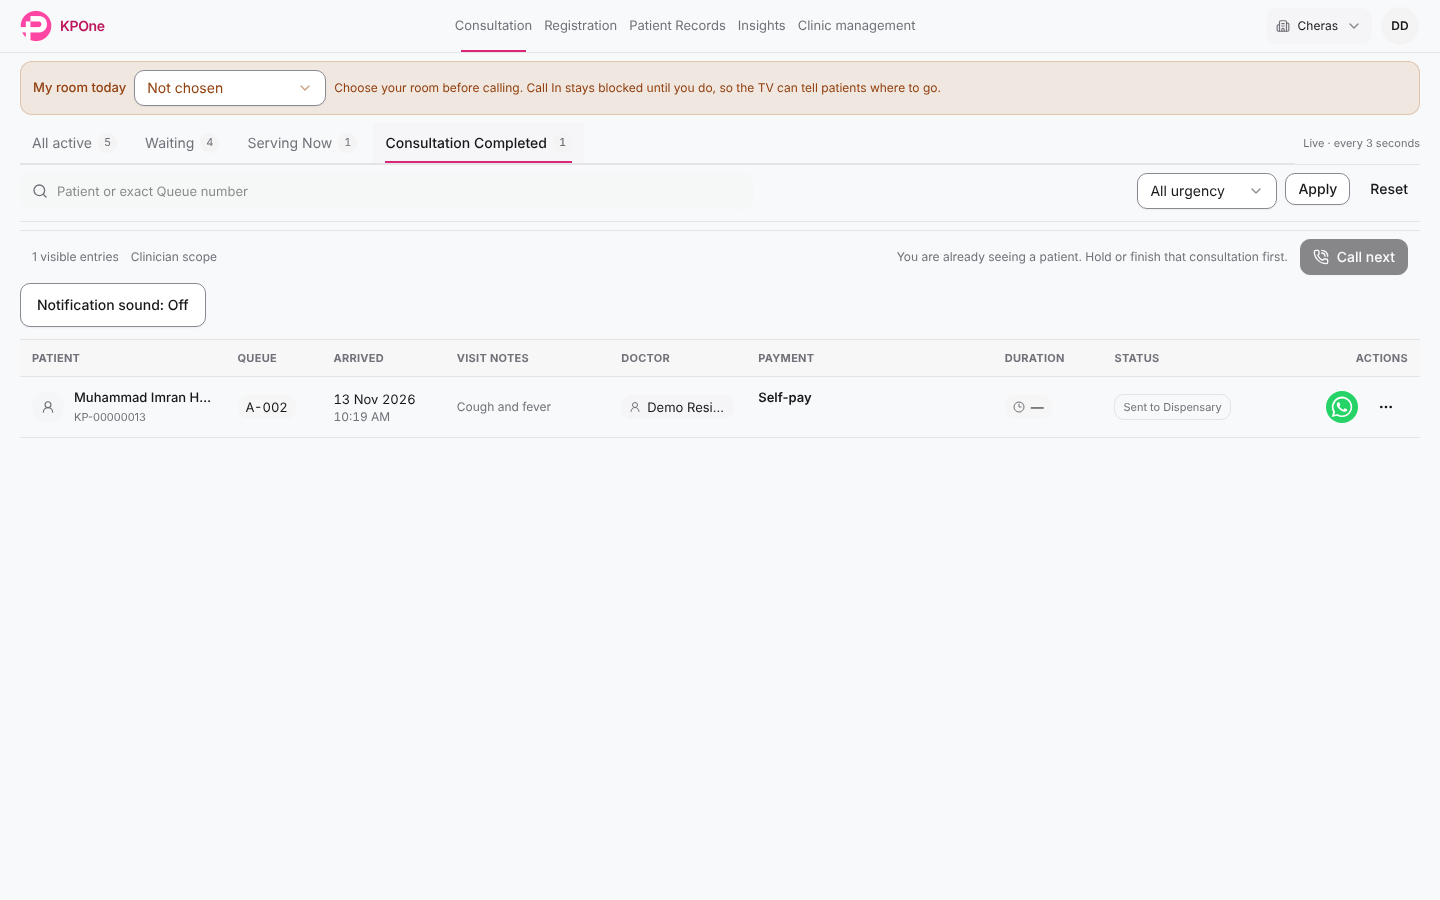 KPOne
Consultation Registration Patient Records Insights Clinic management
Cheras
DD
My room today Not chosen Choose your room before calling. Call In stays blocked until you do, so the TV can tell patients where to go.
All active 5 Waiting 4 Serving Now 1 Consultation Completed 1 Live · every 3 seconds
Patient or exact Queue number All urgency Apply Reset
1 visible entries Clinician scope You are already seeing a patient. Hold or finish that consultation first. Call next
Notification sound: Off
PATIENT QUEUE ARRIVED VISIT NOTES DOCTOR PAYMENT DURATION STATUS ACTIONS
Muhammad Imran H... A-002 13 Nov 2026 Cough and fever Demo Resi... Self-pay — Sent to Dispensary
KP-00000013 10:19 AM